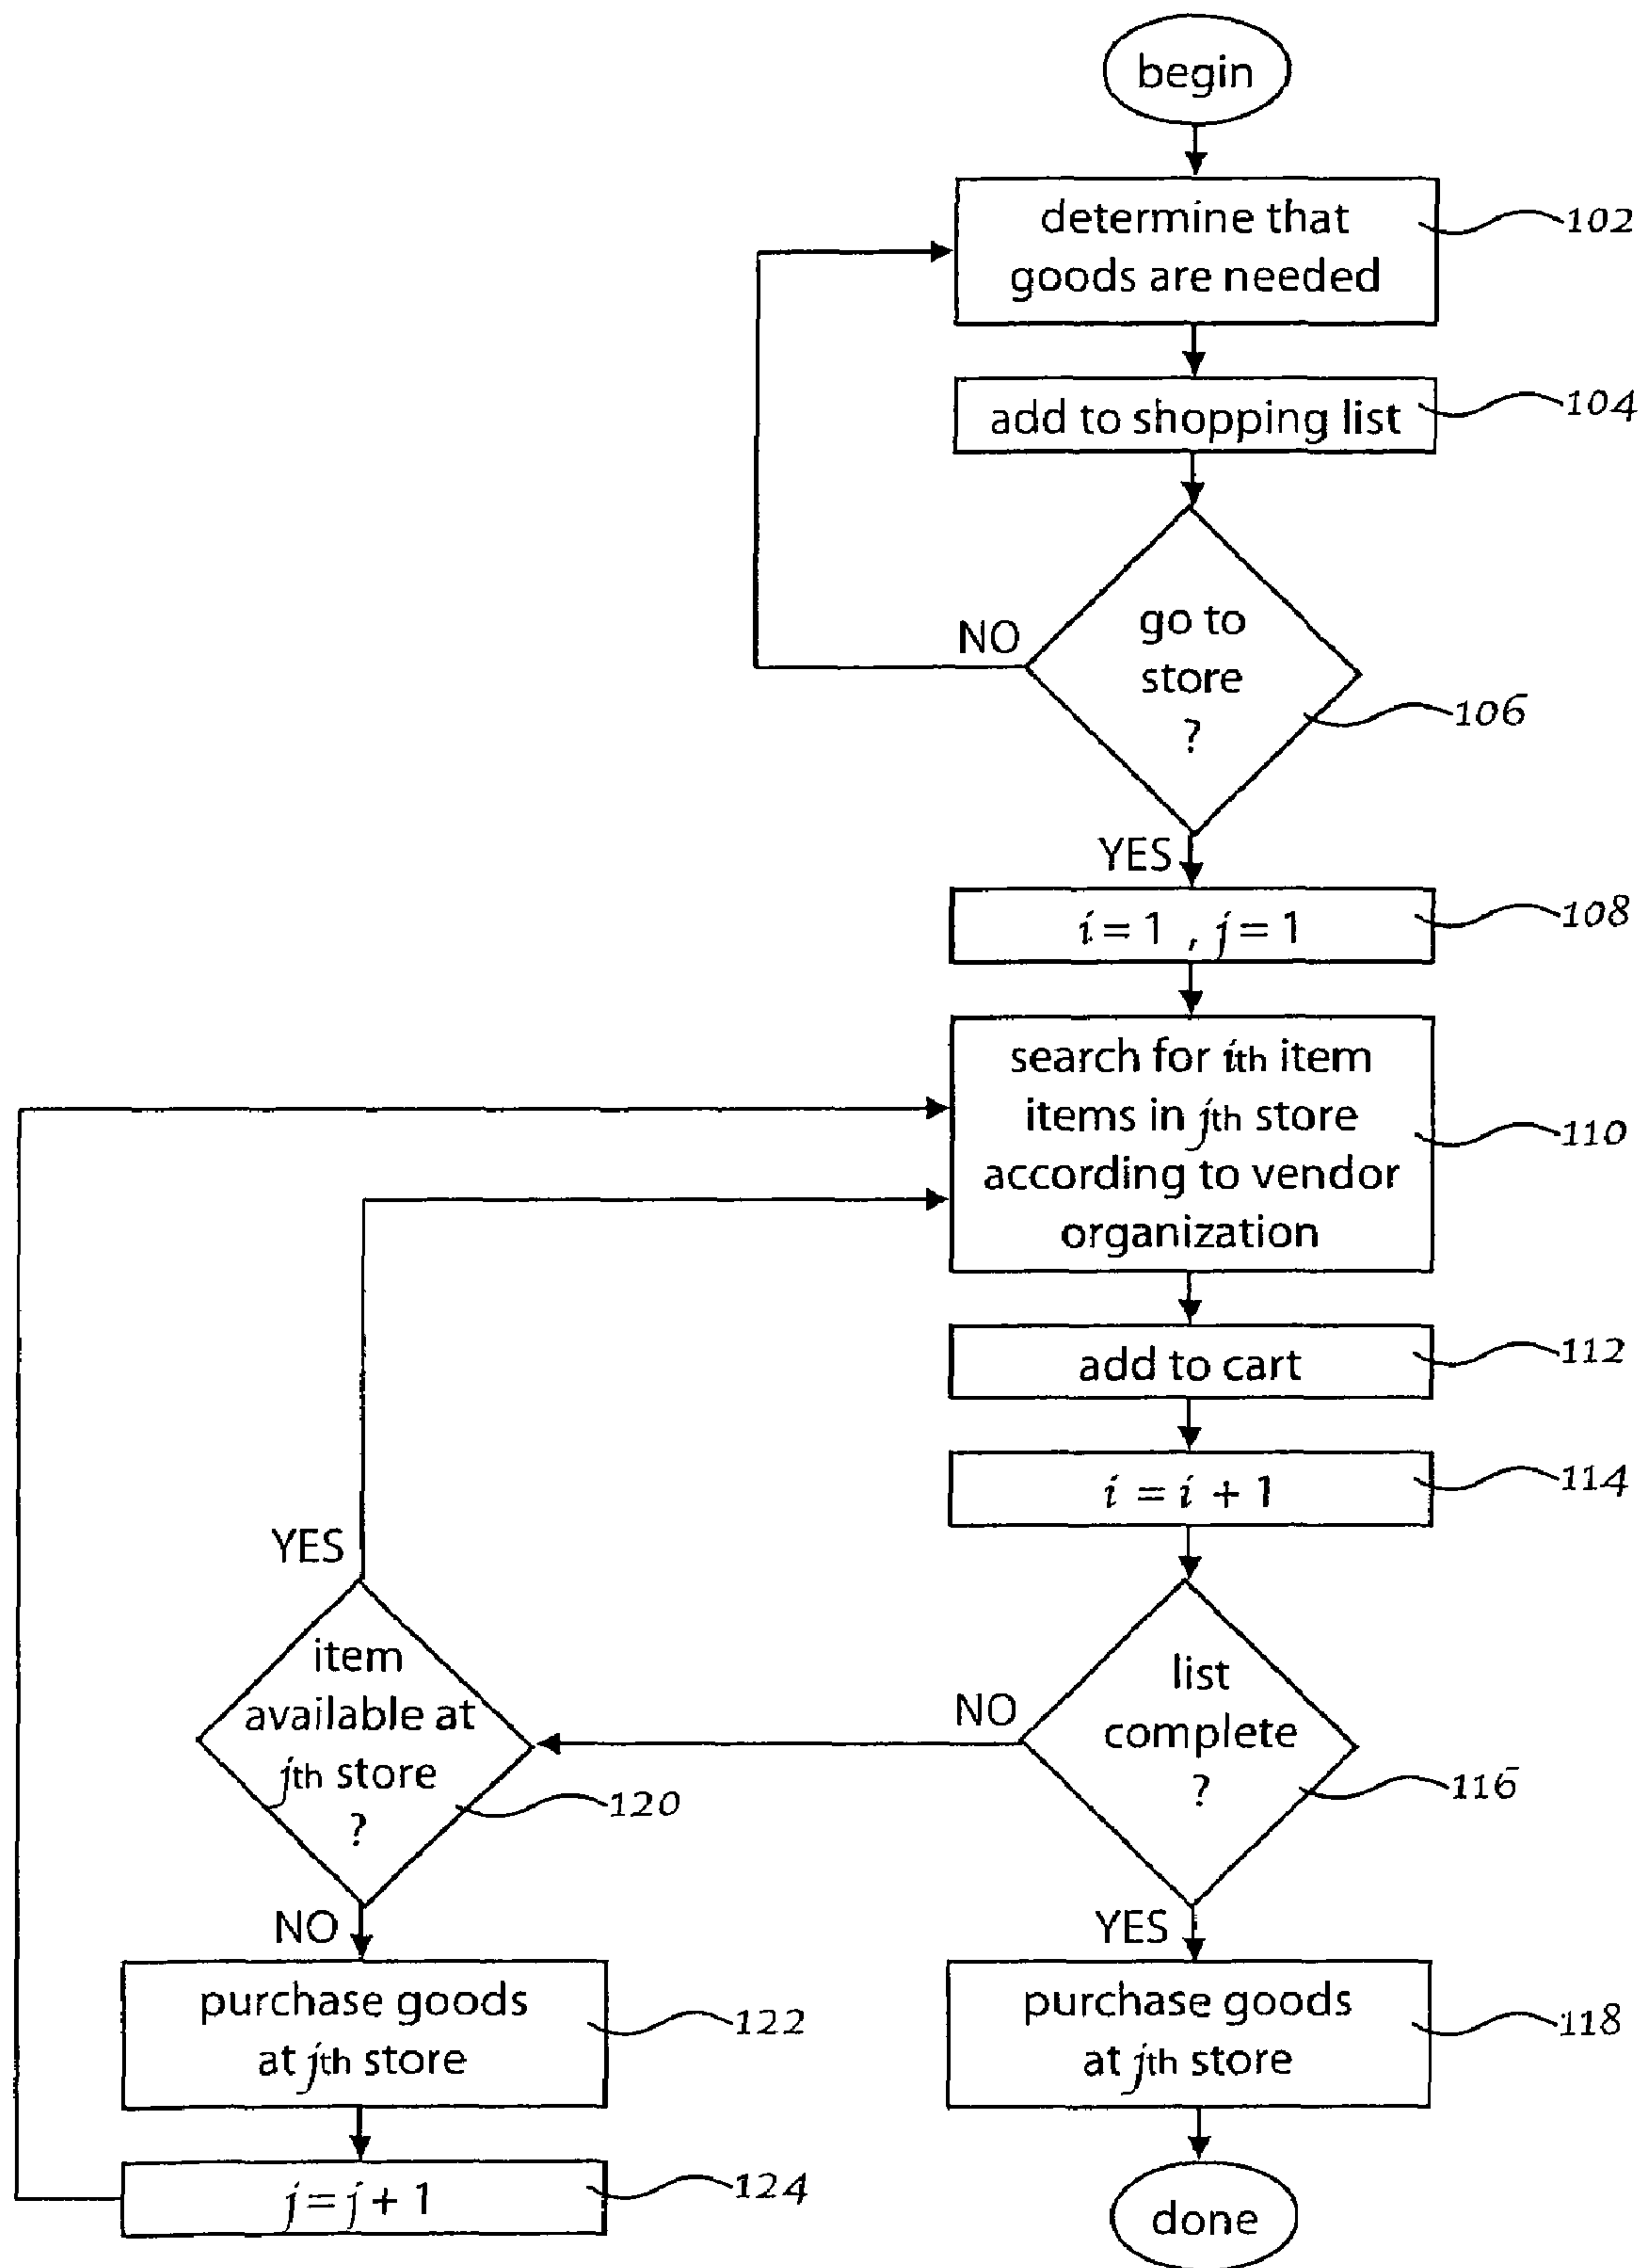 begin
determine that
goods are needed
102
add to shopping list
104
go to
store
?
NO
106
YES
i = 1 , j = 1
108
search for ith item
items in jth store
according to vendor
organization
110
add to cart
112
i = i + 1
114
YES
item
available at
jth store
?
120
NO
list
complete
?
116
NO
YES
purchase goods
at jth store
122
purchase goods
at jth store
118
j = j + 1
124
done